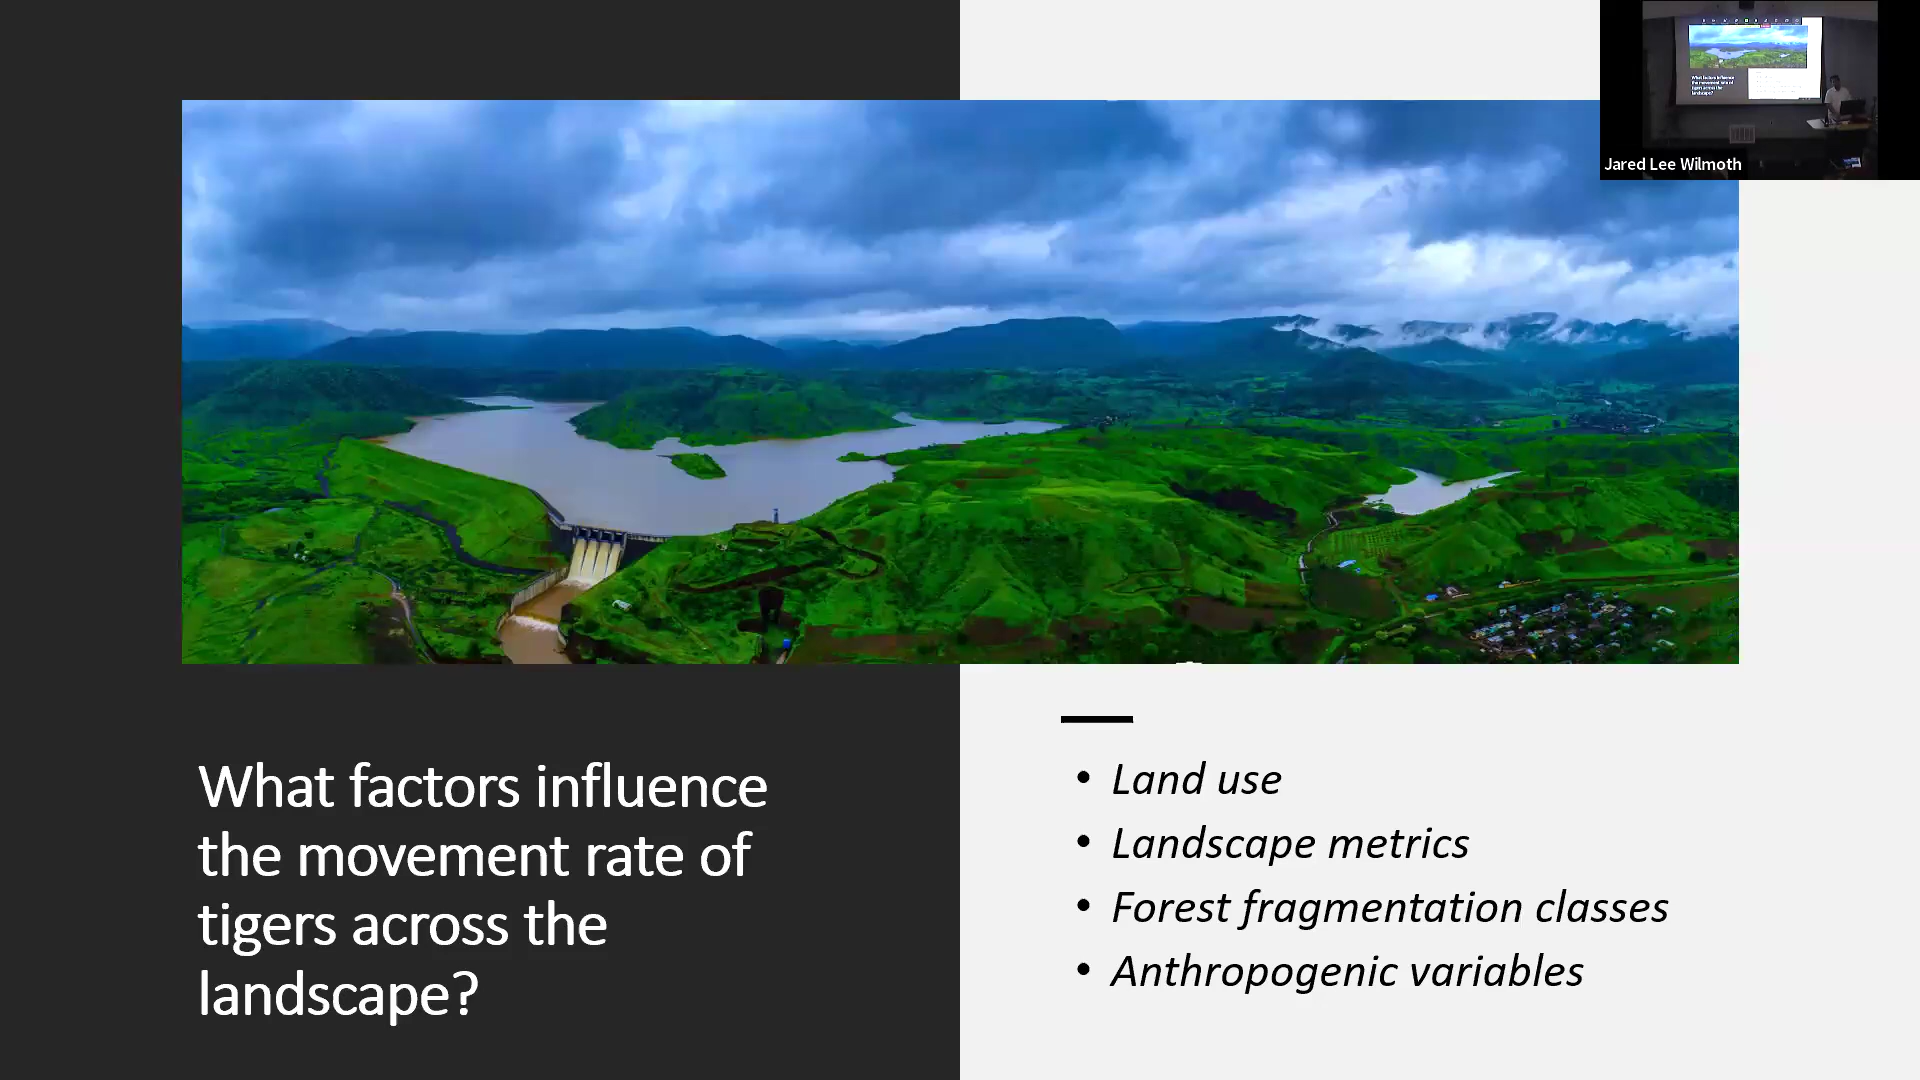 Jared Lee Wilmoth
What factors influence
the movement rate of
tigers across the
landscape?
• Land use
• Landscape metrics
• Forest fragmentation classes
• Anthropogenic variables